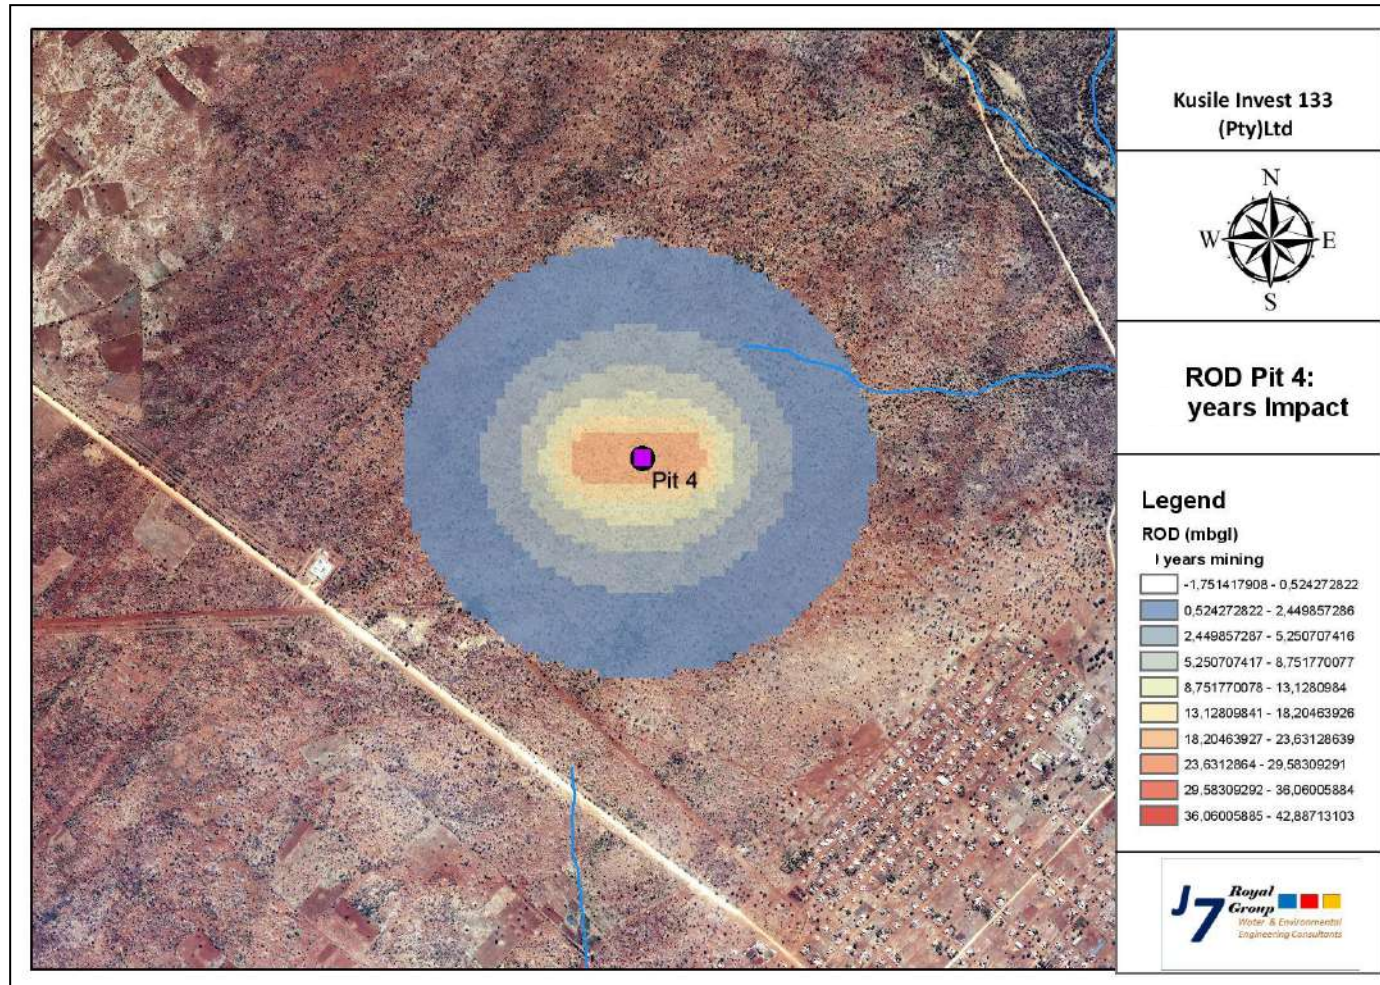 Kusile Invest 133
(Pty)Ltd
N
W
E
S
ROD Pit 4:
years Impact
Pit 4
Legend
ROD (mbgl)
years mining
-1,751417908 - 0,524272822
0,524272822 - 2,449857286
2,449857287 - 5,250707416
5,250707417 - 8,751770077
8,751770078 - 13,1280984
13,12809841 - 18,20463926
18,20463927 - 23,63128639
23,6312864 - 29,58309291
29,58309292 - 36,06005884
36,06005885 - 42,88713103
J7 Royal
Group
Water & Environmental
Engineering Consultants